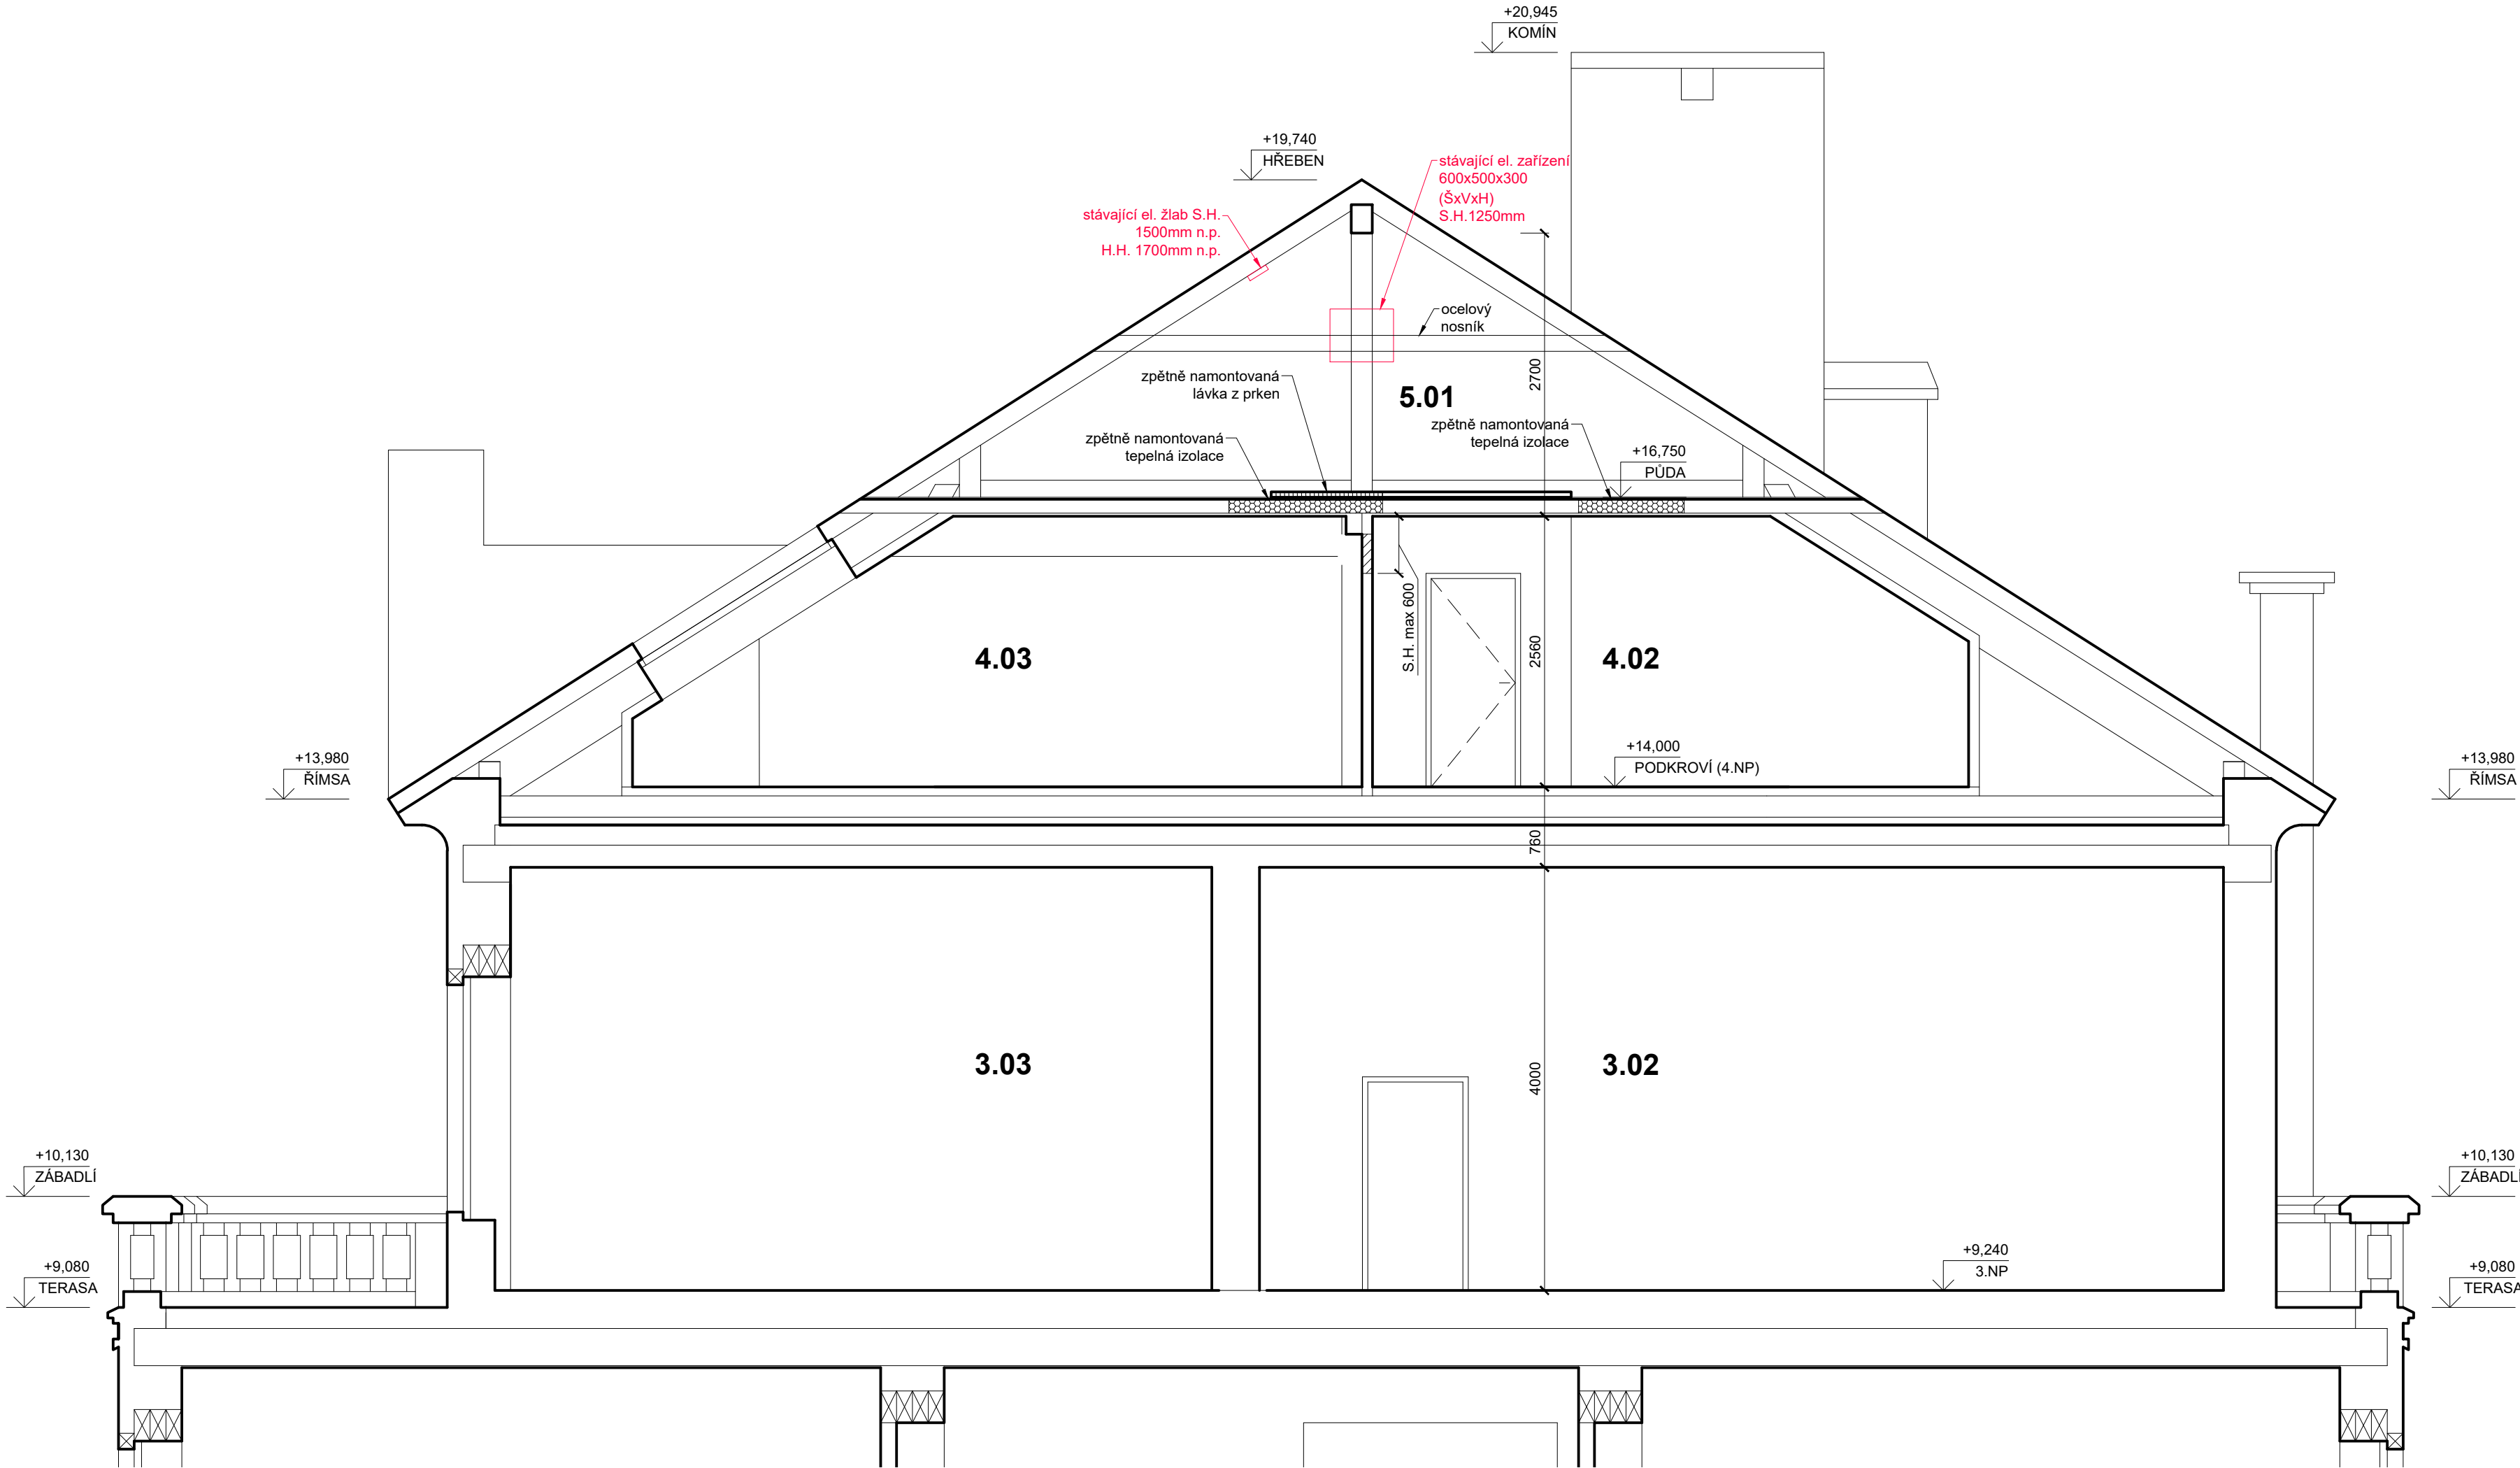 +20,945
KOMÍN
+19,740
HŘEBEN
stávající el. zařízení
600x500x300
(ŠxVxH)
S.H.1250mm
stávající el. žlab S.H.
1500mm n.p.
H.H. 1700mm n.p.
ocelový
nosník
2700
zpětně namontovaná
lávka z prken
5.01
zpětně namontovaná
tepelná izolace
zpětně namontovaná
tepelná izolace
+16,750
PŮDA
S.H. max 600
4.03
2560
4.02
+14,000
PODKROVÍ (4.NP)
+13,980
ŘÍMSA
+13,980
ŘÍMSA
760
3.03
4000
3.02
+10,130
ZÁBADLÍ
+10,130
ZÁBADLÍ
+9,240
3.NP
+9,080
TERASA
+9,080
TERASA